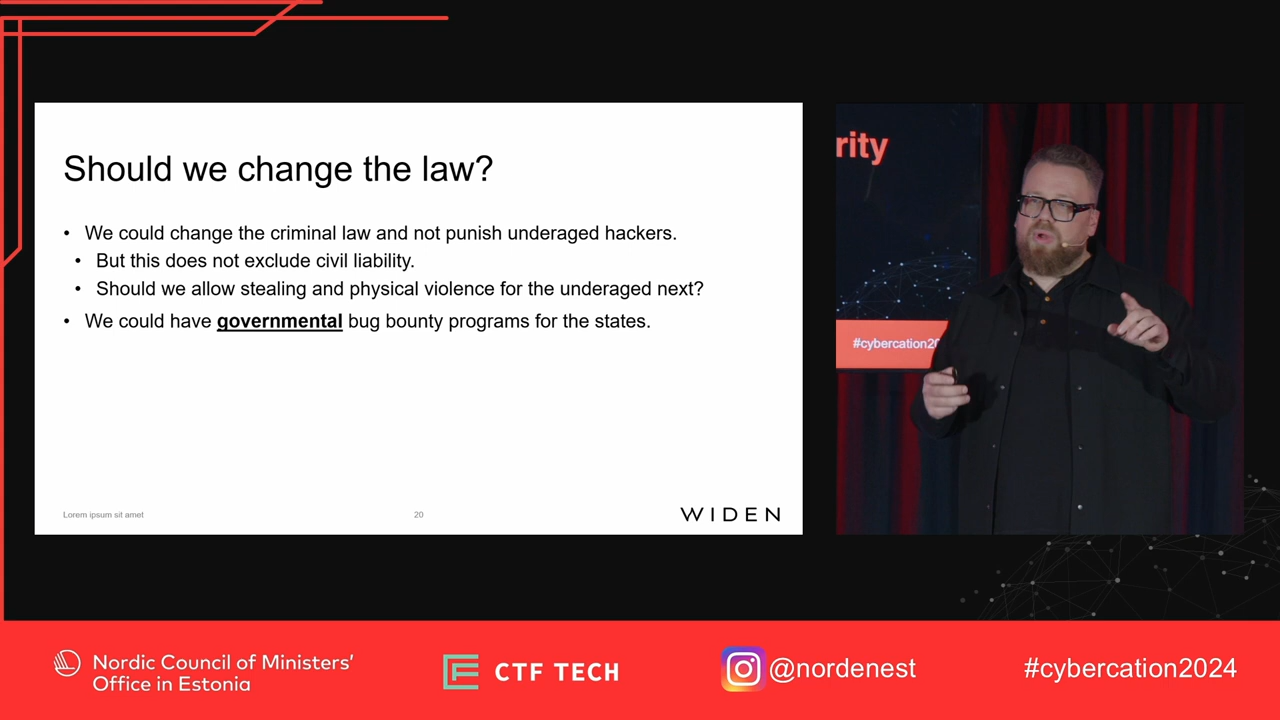 Should we change the law?
• We could change the criminal law and not punish underaged hackers.
• But this does not exclude civil liability.
• Should we allow stealing and physical violence for the underaged next?
• We could have governmental bug bounty programs for the states.
Lorem ipsum sit amet
20
WIDEN
rity
#cybercation20
Nordic Council of Ministers'
Office in Estonia
CTF TECH
@nordenest
#cybercation2024